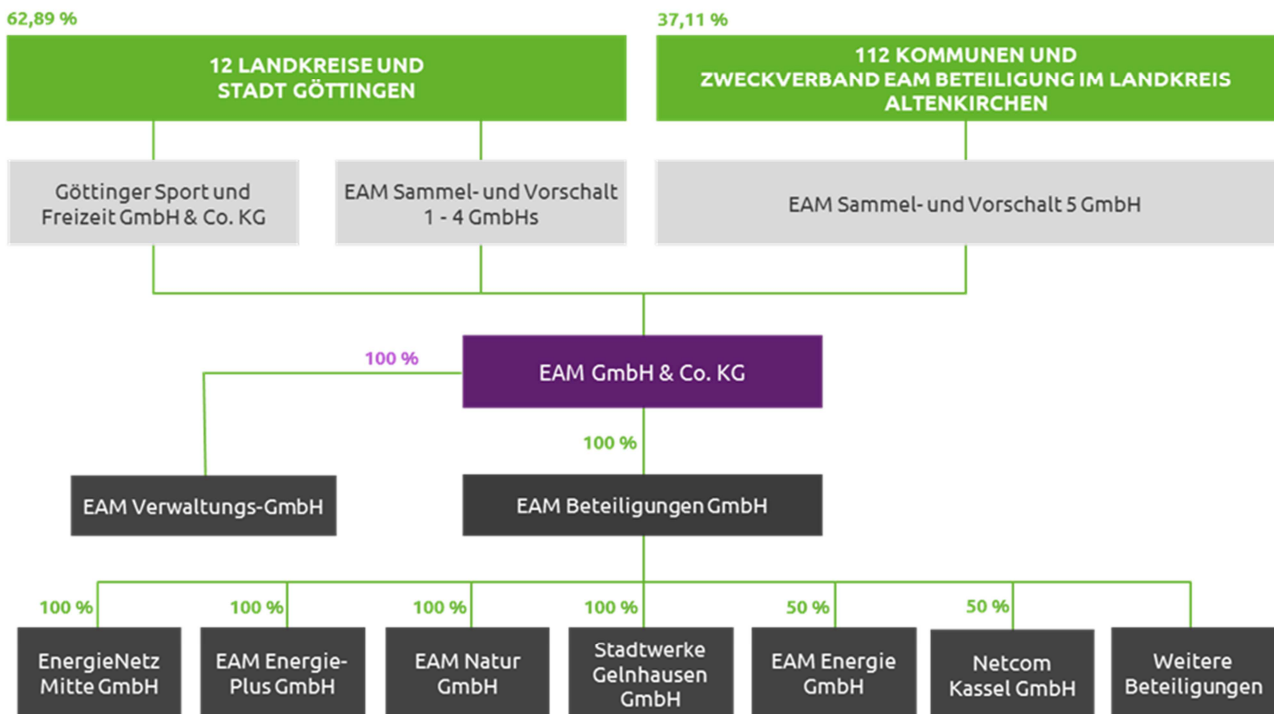 62,89 %
12 LANDKREISE UND
STADT GÖTTINGEN
37,11 %
112 KOMMUNEN UND
ZWECKVERBAND EAM BETEILIGUNG IM LANDKREIS
ALTENKIRCHEN
Göttinger Sport und
Freizeit GmbH & Co. KG
EAM Sammel- und Vorschalt
1 - 4 GmbHs
EAM Sammel- und Vorschalt 5 GmbH
EAM GmbH & Co. KG
100 %
100 %
EAM Verwaltungs-GmbH
EAM Beteiligungen GmbH
100 %
EnergieNetz
Mitte GmbH
100 %
EAM Energie-
Plus GmbH
100 %
EAM Natur
GmbH
100 %
Stadtwerke
Gelnhausen
GmbH
50 %
EAM Energie
GmbH
50 %
Netcom
Kassel GmbH
Weitere
Beteiligungen